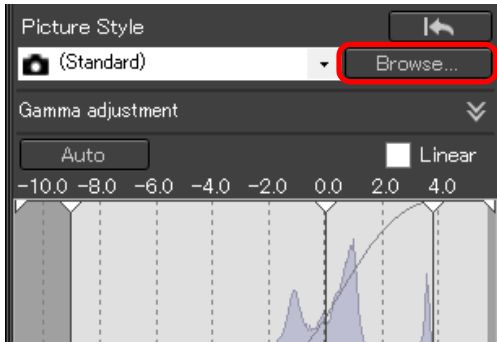 Picture Style
(Standard) Browse...
Gamma adjustment
Auto Linear
-10.0 -8.0 -6.0 -4.0 -2.0 0.0 2.0 4.0